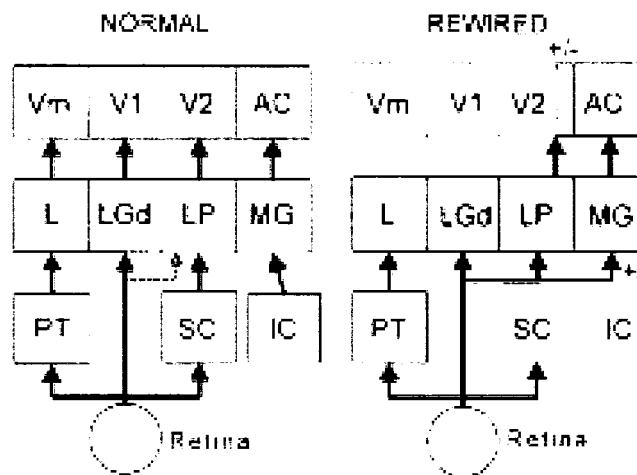 NORMAL REWIRED
+/-
Vm V1 V2 AC Vm V1 V2 AC
L LGd LP MG L LGd LP MG
+
PT SC IC PT SC IC
Retina Retina